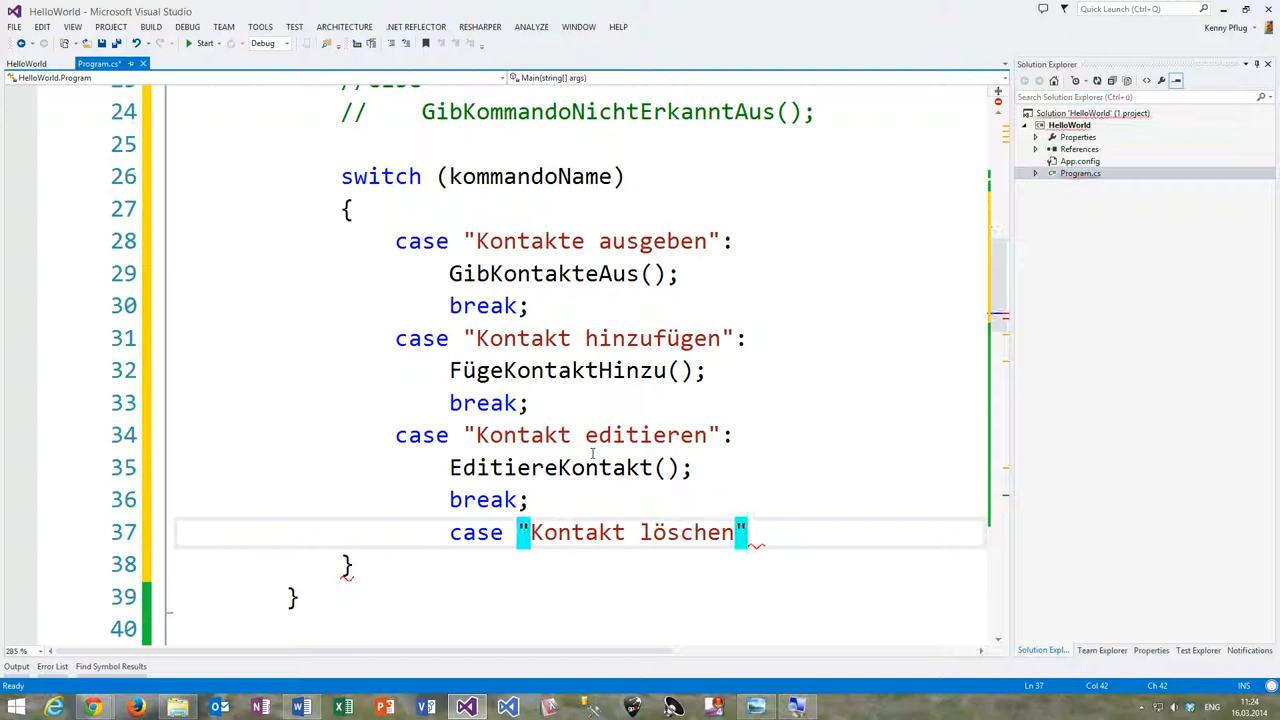 HelloWorld - Microsoft Visual Studio
Quick Launch (Ctrl+Q)
FILE EDIT VIEW PROJECT BUILD DEBUG TEAM TOOLS TEST ARCHITECTURE .NET REFLECTOR RESHARPER ANALYZE WINDOW HELP
Kenny Pflug
Start Debug
HelloWorld Program.cs*
Solution Explorer
HelloWorld.Program Main(string[] args)
Search Solution Explorer (Ctrl+ü)
Solution 'HelloWorld' (1 project)
HelloWorld
Properties
References
App.config
Program.cs
24 // GibKommandoNichtErkanntAus();
25
26 switch (kommandoName)
27 {
28 case "Kontakte ausgeben":
29 GibKontakteAus();
30 break;
31 case "Kontakt hinzufügen":
32 FügeKontaktHinzu();
33 break;
34 case "Kontakt editieren":
35 EditiereKontakt();
36 break;
37 case "Kontakt löschen"
38 }
39 }
40
285 %
Solution Expl... Team Explorer Properties Test Explorer Notifications
Output Error List Find Symbol Results
Ready Ln 37 Col 42 Ch 42 INS
ENG 11:24
16.03.2014